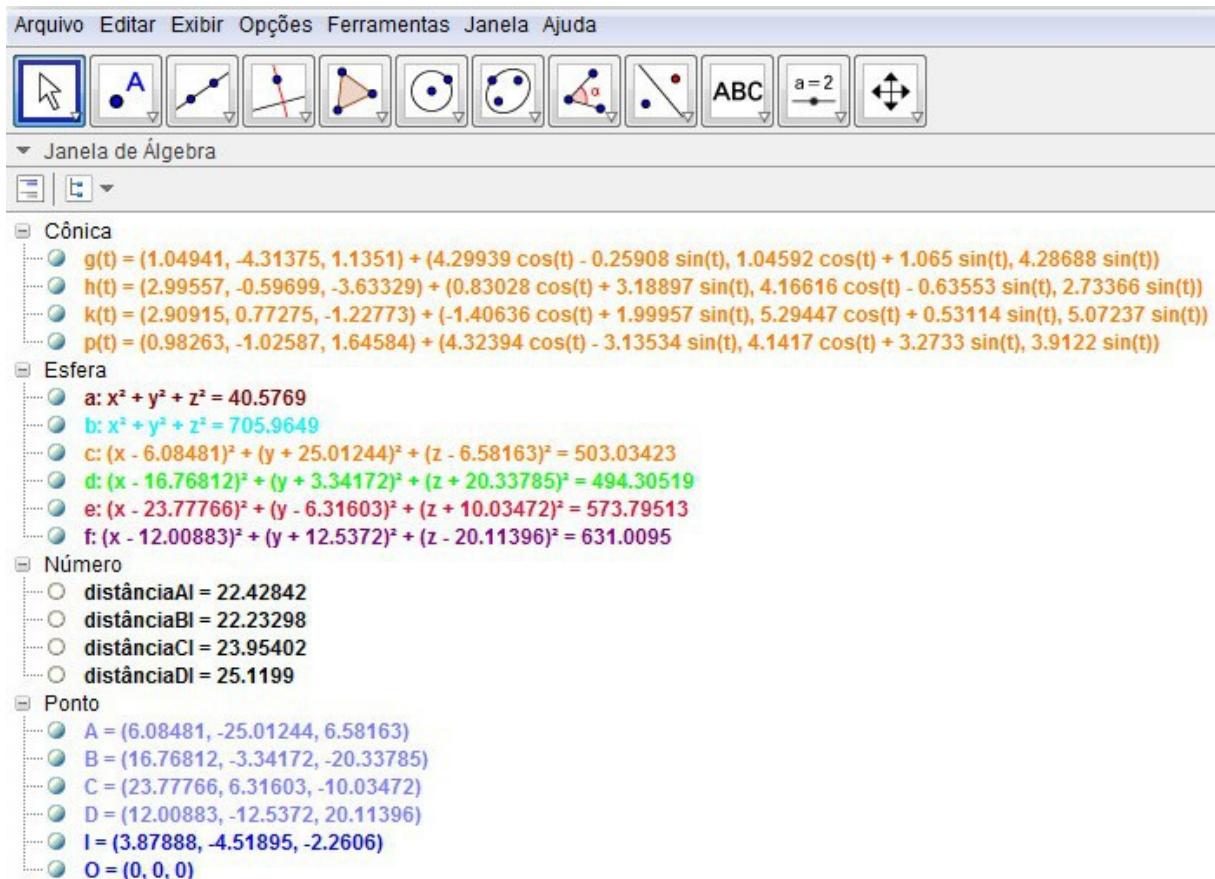 Arquivo Editar Exibir Opções Ferramentas Janela Ajuda
A α ABC a=2
Janela de Álgebra
Cônica
g(t) = (1.04941, -4.31375, 1.1351) + (4.29939 cos(t) - 0.25908 sin(t), 1.04592 cos(t) + 1.065 sin(t), 4.28688 sin(t))
h(t) = (2.99557, -0.59699, -3.63329) + (0.83028 cos(t) + 3.18897 sin(t), 4.16616 cos(t) - 0.63553 sin(t), 2.73366 sin(t))
k(t) = (2.90915, 0.77275, -1.22773) + (-1.40636 cos(t) + 1.99957 sin(t), 5.29447 cos(t) + 0.53114 sin(t), 5.07237 sin(t))
p(t) = (0.98263, -1.02587, 1.64584) + (4.32394 cos(t) - 3.13534 sin(t), 4.1417 cos(t) + 3.2733 sin(t), 3.9122 sin(t))
Esfera
a: x² + y² + z² = 40.5769
b: x² + y² + z² = 705.9649
c: (x - 6.08481)² + (y + 25.01244)² + (z - 6.58163)² = 503.03423
d: (x - 16.76812)² + (y + 3.34172)² + (z + 20.33785)² = 494.30519
e: (x - 23.77766)² + (y - 6.31603)² + (z + 10.03472)² = 573.79513
f: (x - 12.00883)² + (y + 12.5372)² + (z - 20.11396)² = 631.0095
Número
distânciaAI = 22.42842
distânciaBI = 22.23298
distânciaCI = 23.95402
distânciaDI = 25.1199
Ponto
A = (6.08481, -25.01244, 6.58163)
B = (16.76812, -3.34172, -20.33785)
C = (23.77766, 6.31603, -10.03472)
D = (12.00883, -12.5372, 20.11396)
I = (3.87888, -4.51895, -2.2606)
O = (0, 0, 0)